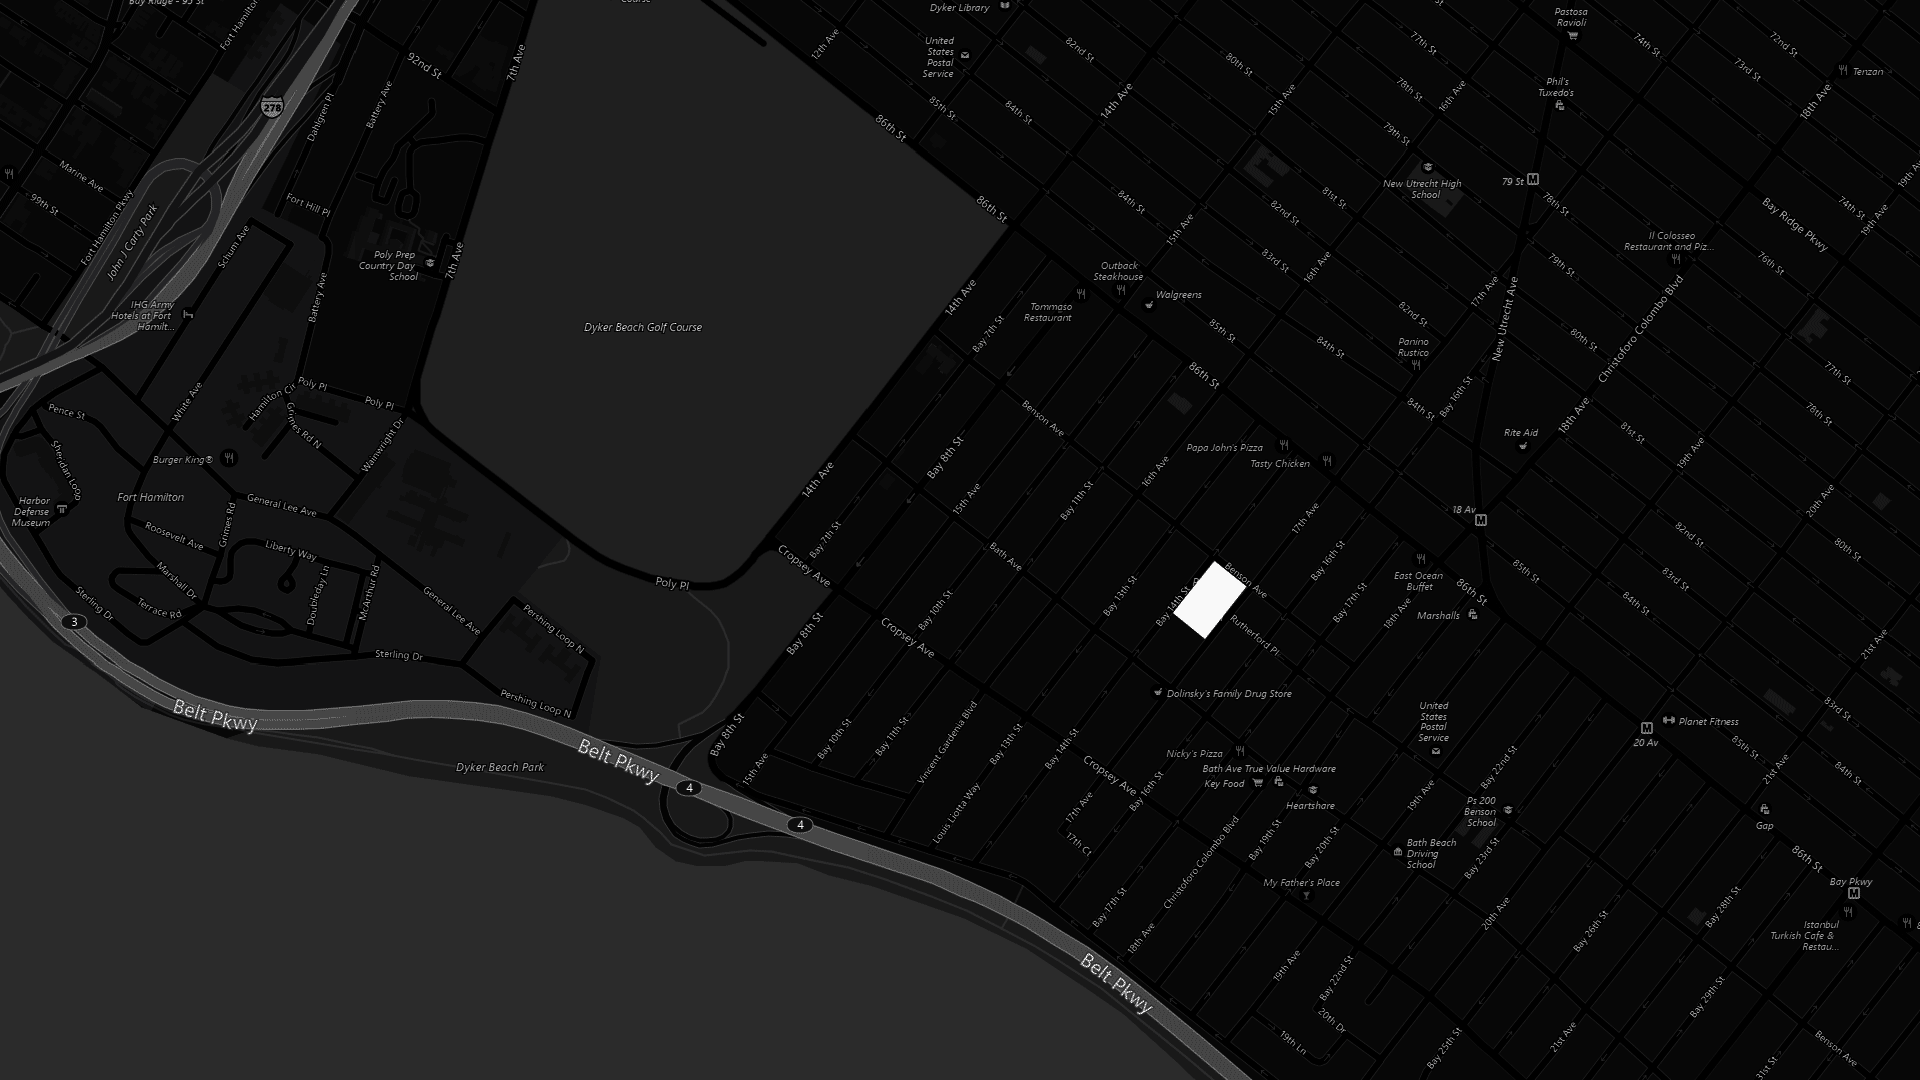 Bay Ridge - 95 St
Fort Hamilton
Course
Dyker Library
Pastosa
Ravioli
7th Ave
12th Ave
United
States
Postal
Service
82nd St
80th St
77th St
74th St
72nd St
73rd St
92nd St
Tenzan
278
Dahlgren Pl
Battery Ave
85th St
84th St
14th Ave
15th Ave
78th St
16th Ave
Phil's
Tuxedo's
18th Ave
86th St
79th St
Marine Ave
99th St
Fort Hamilton Pkwy
John J Carty Park
Fort Hill Pl
Schum Ave
Poly Prep
Country Day
School
7th Ave
86th St
84th St
15th Ave
82nd St
81st St
New Utrecht High
School
79 St
76th St
Bay Ridge Pkwy
74th St
19th Ave
19th Ave
Il Colosseo
Restaurant and Piz...
Outback
Steakhouse
Walgreens
83rd St
16th Ave
79th St
76th St
IHG Army
Hotels at Fort
Hamilt...
Battery Ave
Dyker Beach Golf Course
14th Ave
Bay 7th St
Tommaso
Restaurant
85th St
84th St
82nd St
17th Ave
New Utrecht Ave
Christoforo Colombo Blvd
80th St
Panino
Rustico
86th St
84th St
Bay 16th St
77th St
78th St
Pence St
White Ave
Hamilton Cir
Poly Pl
Poly Pl
Grimes Rd N
Wainwright Dr
Benson Ave
Bay 8th St
Papa John's Pizza
Tasty Chicken
Rite Aid
18th Ave
81st St
19th Ave
Sheridan Loop
Burger King®
Fort Hamilton
Harbor
Defense
Museum
General Lee Ave
Grimes Rd
Roosevelt Ave
14th Ave
15th Ave
Bay 11th St
16th Ave
17th Ave
18 Av
20th Ave
82nd St
80th St
Liberty Way
Bay 7th St
Cropsey Ave
Bath Ave
Bay 16th St
East Ocean
Buffet
86th St
85th St
83rd St
84th St
Marshall Dr
Sterling Dr
Terrace Rd
Doubleday Ln
McArthur Rd
General Lee Ave
Poly Pl
Bay 10th St
Bay 13th St
Bay 14th St
Benson Ave
Bay 17th St
18th Ave
Marshalls
3
Pershing Loop N
Bay 8th St
Cropsey Ave
Rutherford Pl
21st Ave
Sterling Dr
Pershing Loop N
Belt Pkwy
Dolinsky's Family Drug Store
United
States
Postal
Service
83rd St
Planet Fitness
20 Av
Bay 8th St
Bay 10th St
Bay 11th St
Vincent Gardenia Blvd
Bay 13th St
Bay 14th St
Belt Pkwy
Dyker Beach Park
15th Ave
Cropsey Ave
Nicky's Pizza
Bath Ave True Value Hardware
Key Food
Bay 22nd St
85th St
21st Ave
84th St
4
4
Louis Liotta Way
17th Ave
17th Ct
Bay 16th St
Heartshare
19th Ave
Ps 200
Benson
School
Gap
Christoforo Colombo Blvd
Bay 19th St
Bay 20th St
Bath Beach
Driving
School
Bay 23rd St
86th St
My Father's Place
Bay Pkwy
Bay 17th St
18th Ave
20th Ave
Bay 26th St
Bay 28th St
Istanbul
Turkish Cafe &
Restau...
Belt Pkwy
19th Ave
Bay 22nd St
Bay 29th St
20th Dr
19th Ln
Bay 25th St
21st Ave
Benson Ave
31st St